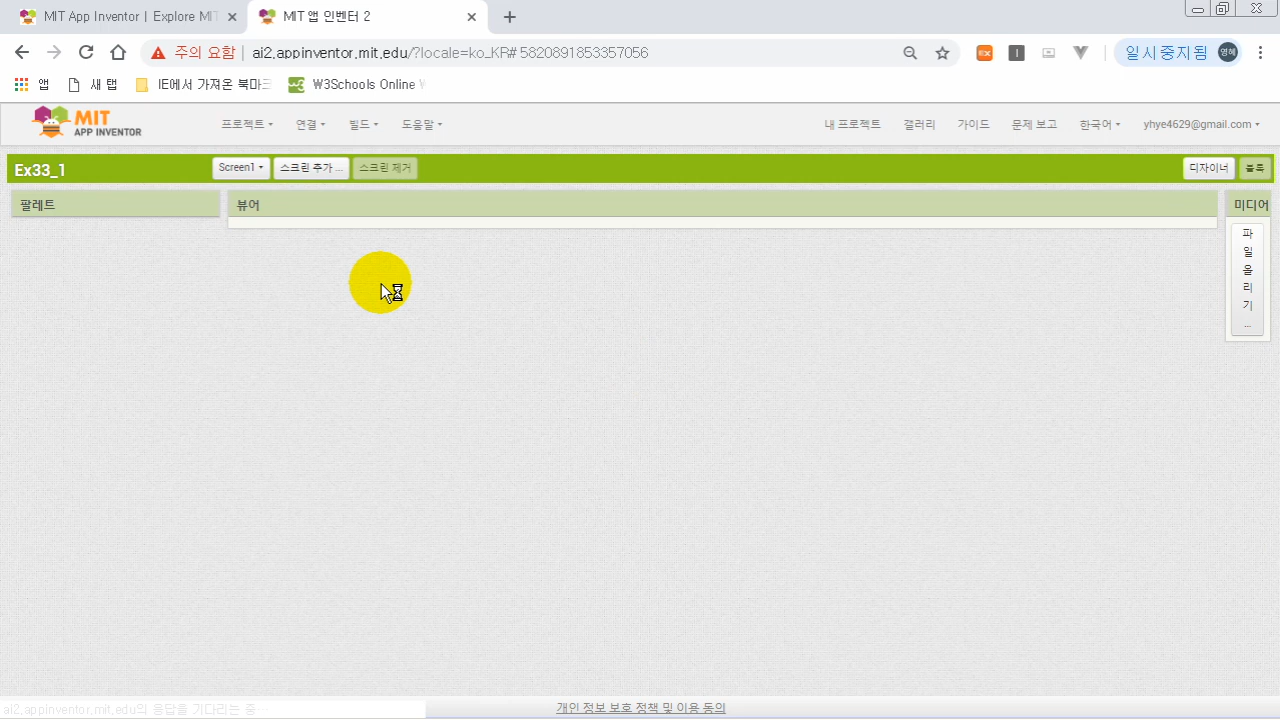 MIT App Inventor | Explore MIT
MIT 앱 인벤터 2
주의 요함 | ai2.appinventor.mit.edu/?locale=ko_KR#5820691863357056
일시 중지됨
영혜
앱
새 탭
IE에서 가져온 북마크
W3Schools Online
MIT
APP INVENTOR
프로젝트
연결
빌드
도움말
내 프로젝트
갤러리
가이드
문제 보고
한국어
yhye4629@gmail.com
Ex33_1
Screen1
스크린 추가 ...
스크린 제거
디자이너
블록
팔레트
뷰어
미디어
파
일
올
리
기
...
ai2.appinventor.mit.edu의 응답을 기다리는 중…
개인 정보 보호 정책 및 이용 동의